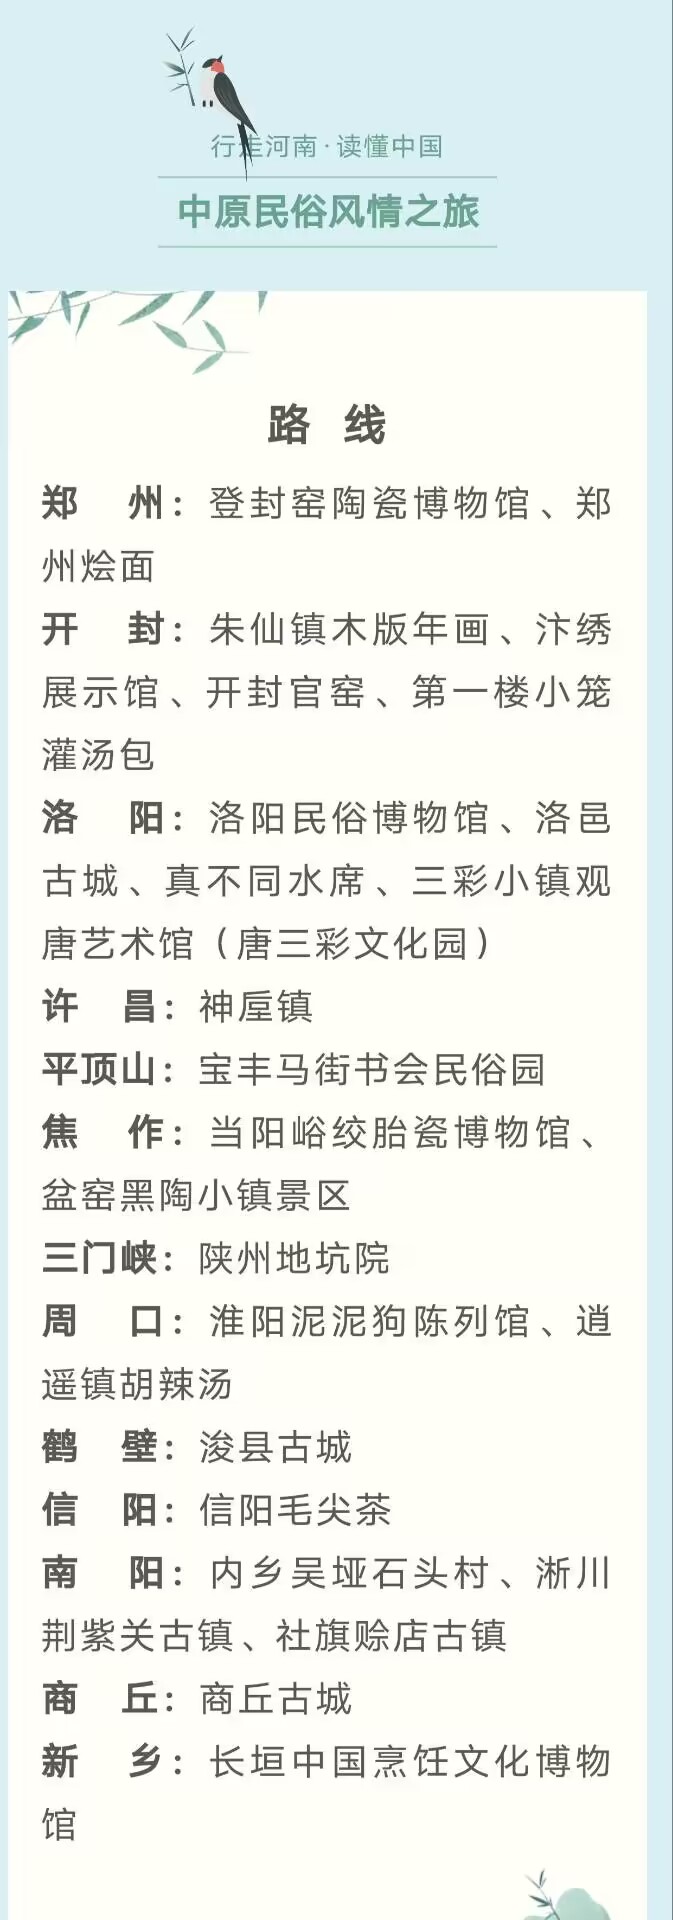 行走河南·读懂中国
中原民俗风情之旅
路 线
郑 州：登封窑陶瓷博物馆、郑
州烩面
开 封：朱仙镇木版年画、汴绣
展示馆、开封官窑、第一楼小笼
灌汤包
洛 阳：洛阳民俗博物馆、洛邑
古城、真不同水席、三彩小镇观
唐艺术馆（唐三彩文化园）
许 昌：神垕镇
平顶山：宝丰马街书会民俗园
焦 作：当阳峪绞胎瓷博物馆、
盆窑黑陶小镇景区
三门峡：陕州地坑院
周 口：淮阳泥泥狗陈列馆、逍
遥镇胡辣汤
鹤 壁：浚县古城
信 阳：信阳毛尖茶
南 阳：内乡吴垭石头村、淅川
荆紫关古镇、社旗赊店古镇
商 丘：商丘古城
新 乡：长垣中国烹饪文化博物
馆